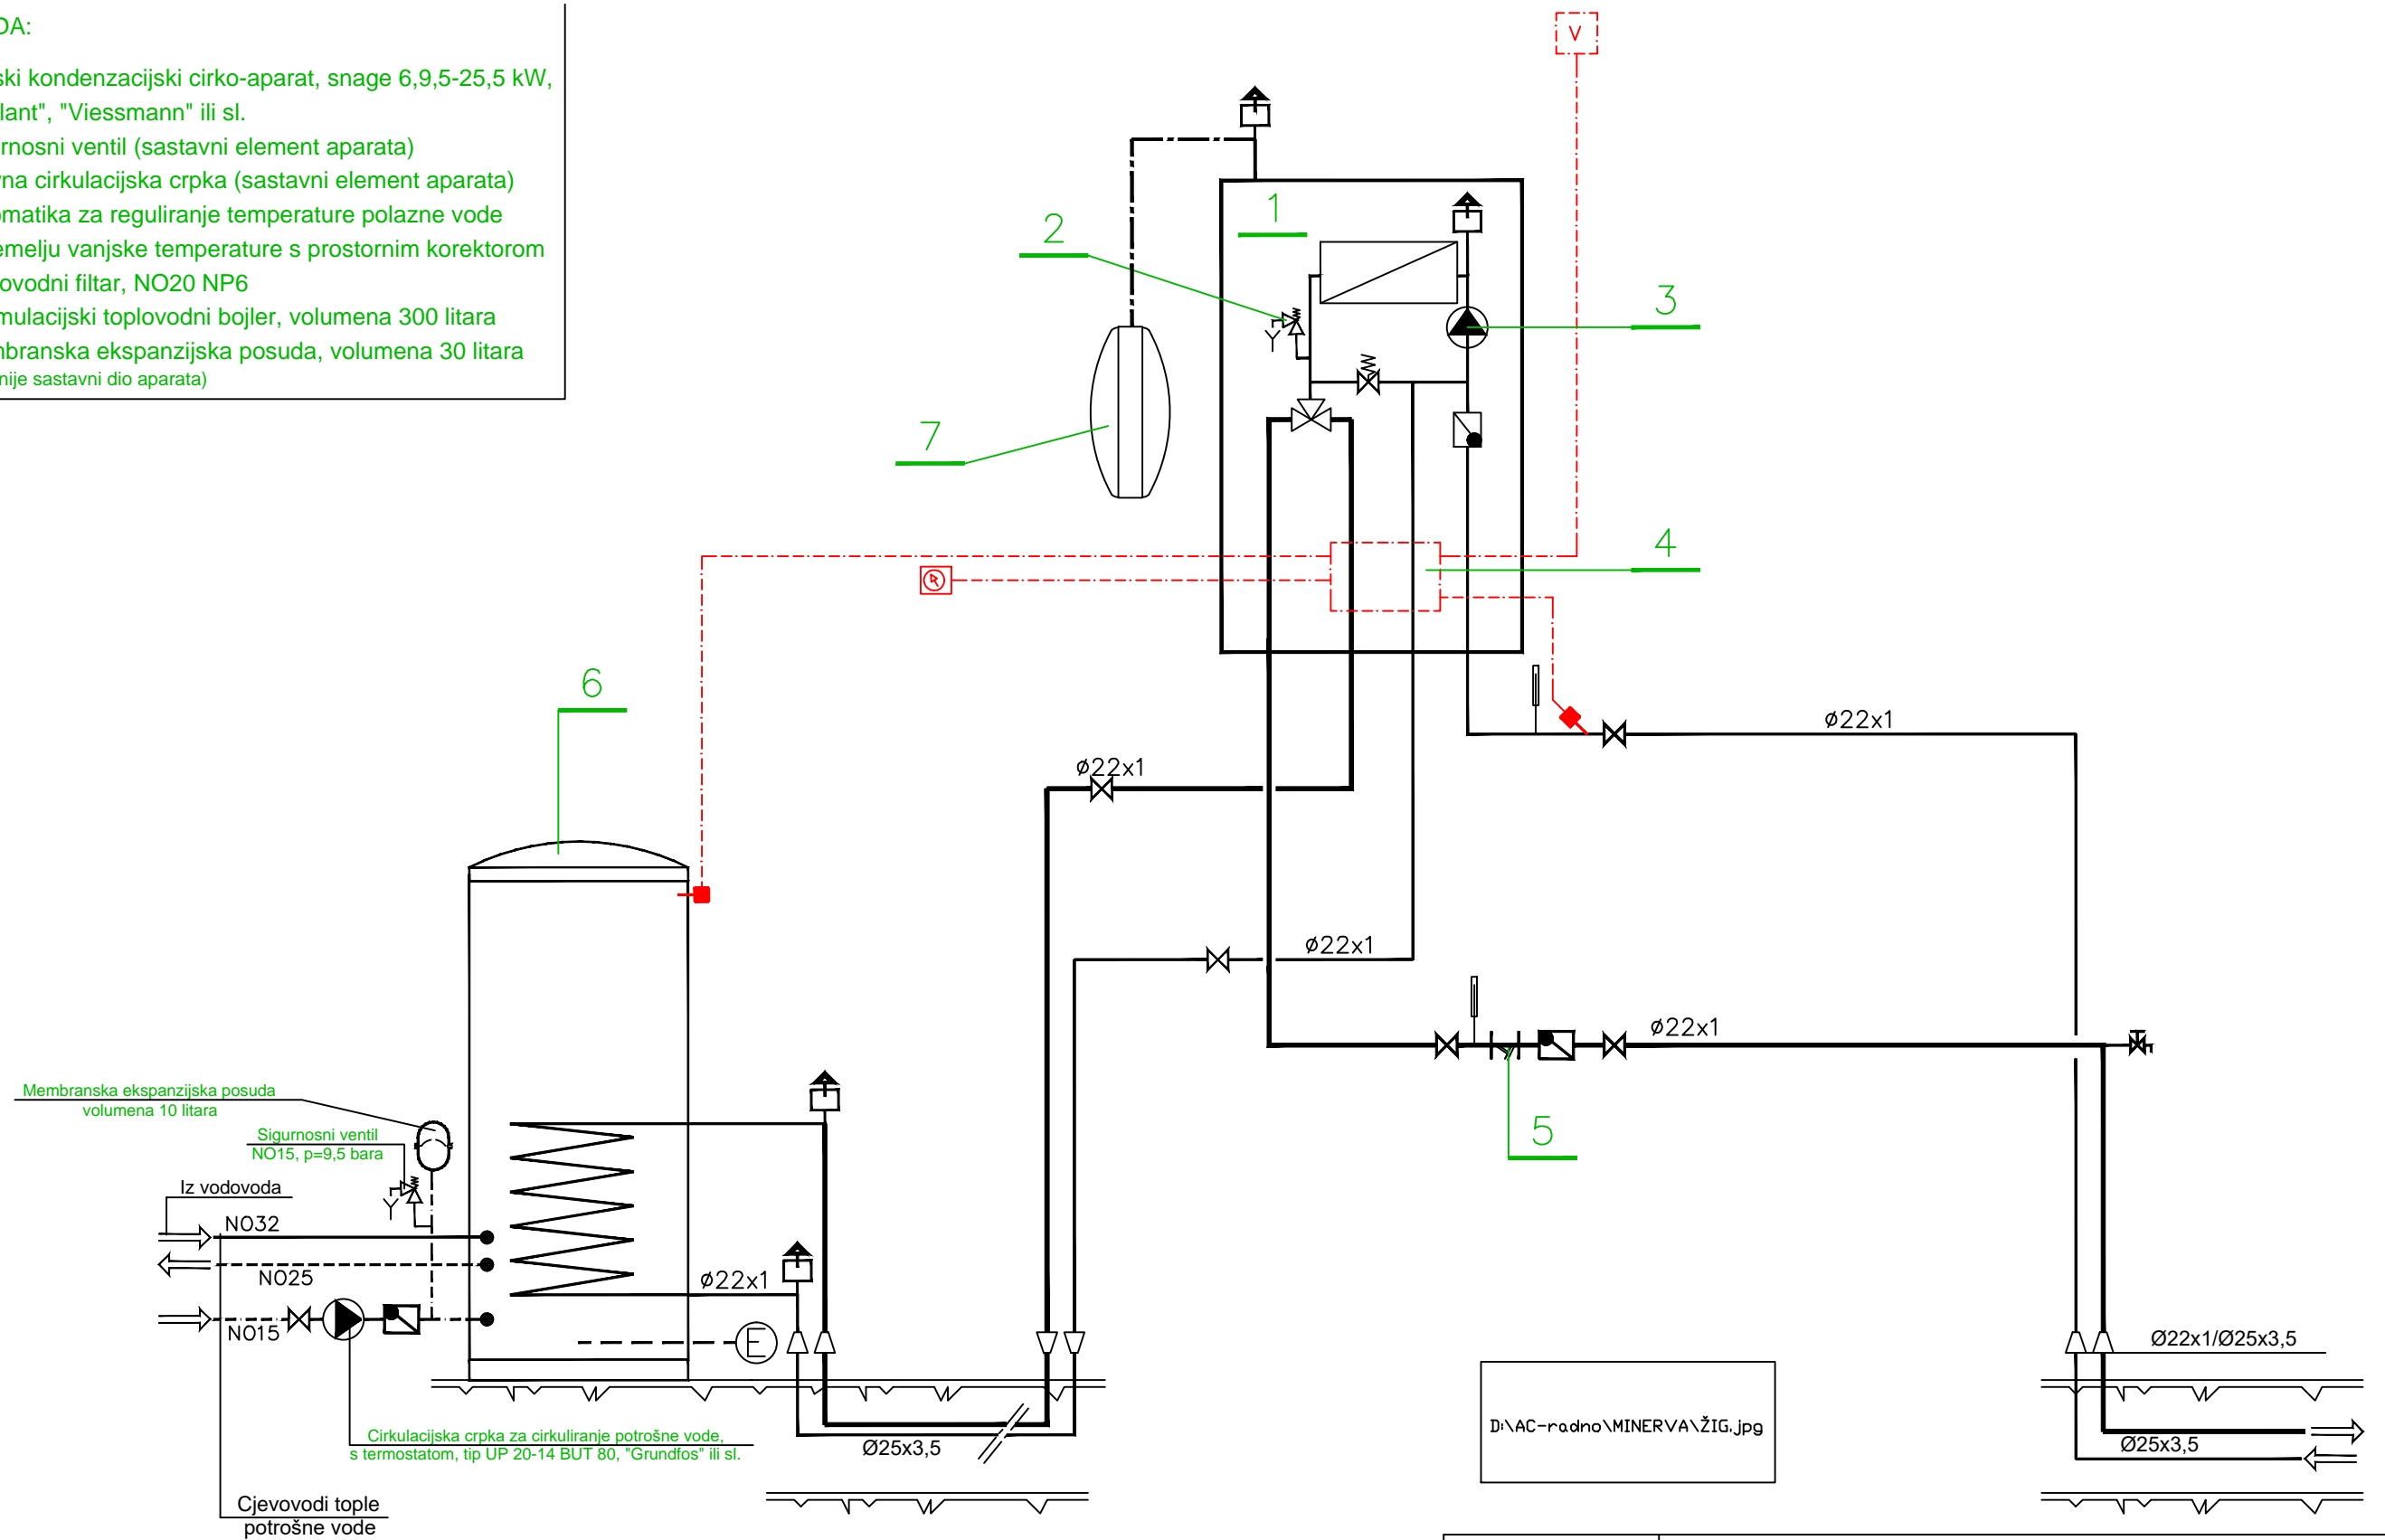 DA:
ski kondenzacijski cirko-aparat, snage 6,9,5-25,5 kW,
llant", "Viessmann" ili sl.
rnosni ventil (sastavni element aparata)
vna cirkulacijska crpka (sastavni element aparata)
omatika za reguliranje temperature polazne vode
emelju vanjske temperature s prostornim korektorom
ovodni filtar, NO20 NP6
mulacijski toplovodni bojler, volumena 300 litara
nbranska ekspanzijska posuda, volumena 30 litara
nije sastavni dio aparata)
V
1
2
3
7
4
6
ø22x1
ø22x1
ø22x1
ø22x1
5
Membranska ekspanzijska posuda
volumena 10 litara
Sigurnosni ventil
NO15, p=9,5 bara
Iz vodovoda
NO32
NO25
NO15
ø22x1
E
Ø22x1/Ø25x3,5
D:\AC-radno\MINERVA\ŽIG.jpg
Cirkulacijska crpka za cirkuliranje potrošne vode,
s termostatom, tip UP 20-14 BUT 80, "Grundfos" ili sl.
Ø25x3,5
Ø25x3,5
Cjevovodi tople
potrošne vode